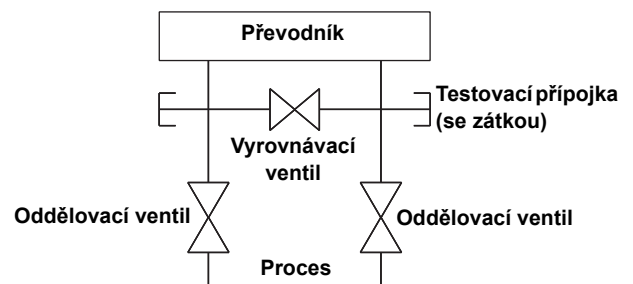 Převodník
Testovací přípojka
(se zátkou)
Vyrovnávací
ventil
Oddělovací ventil
Oddělovací ventil
Proces